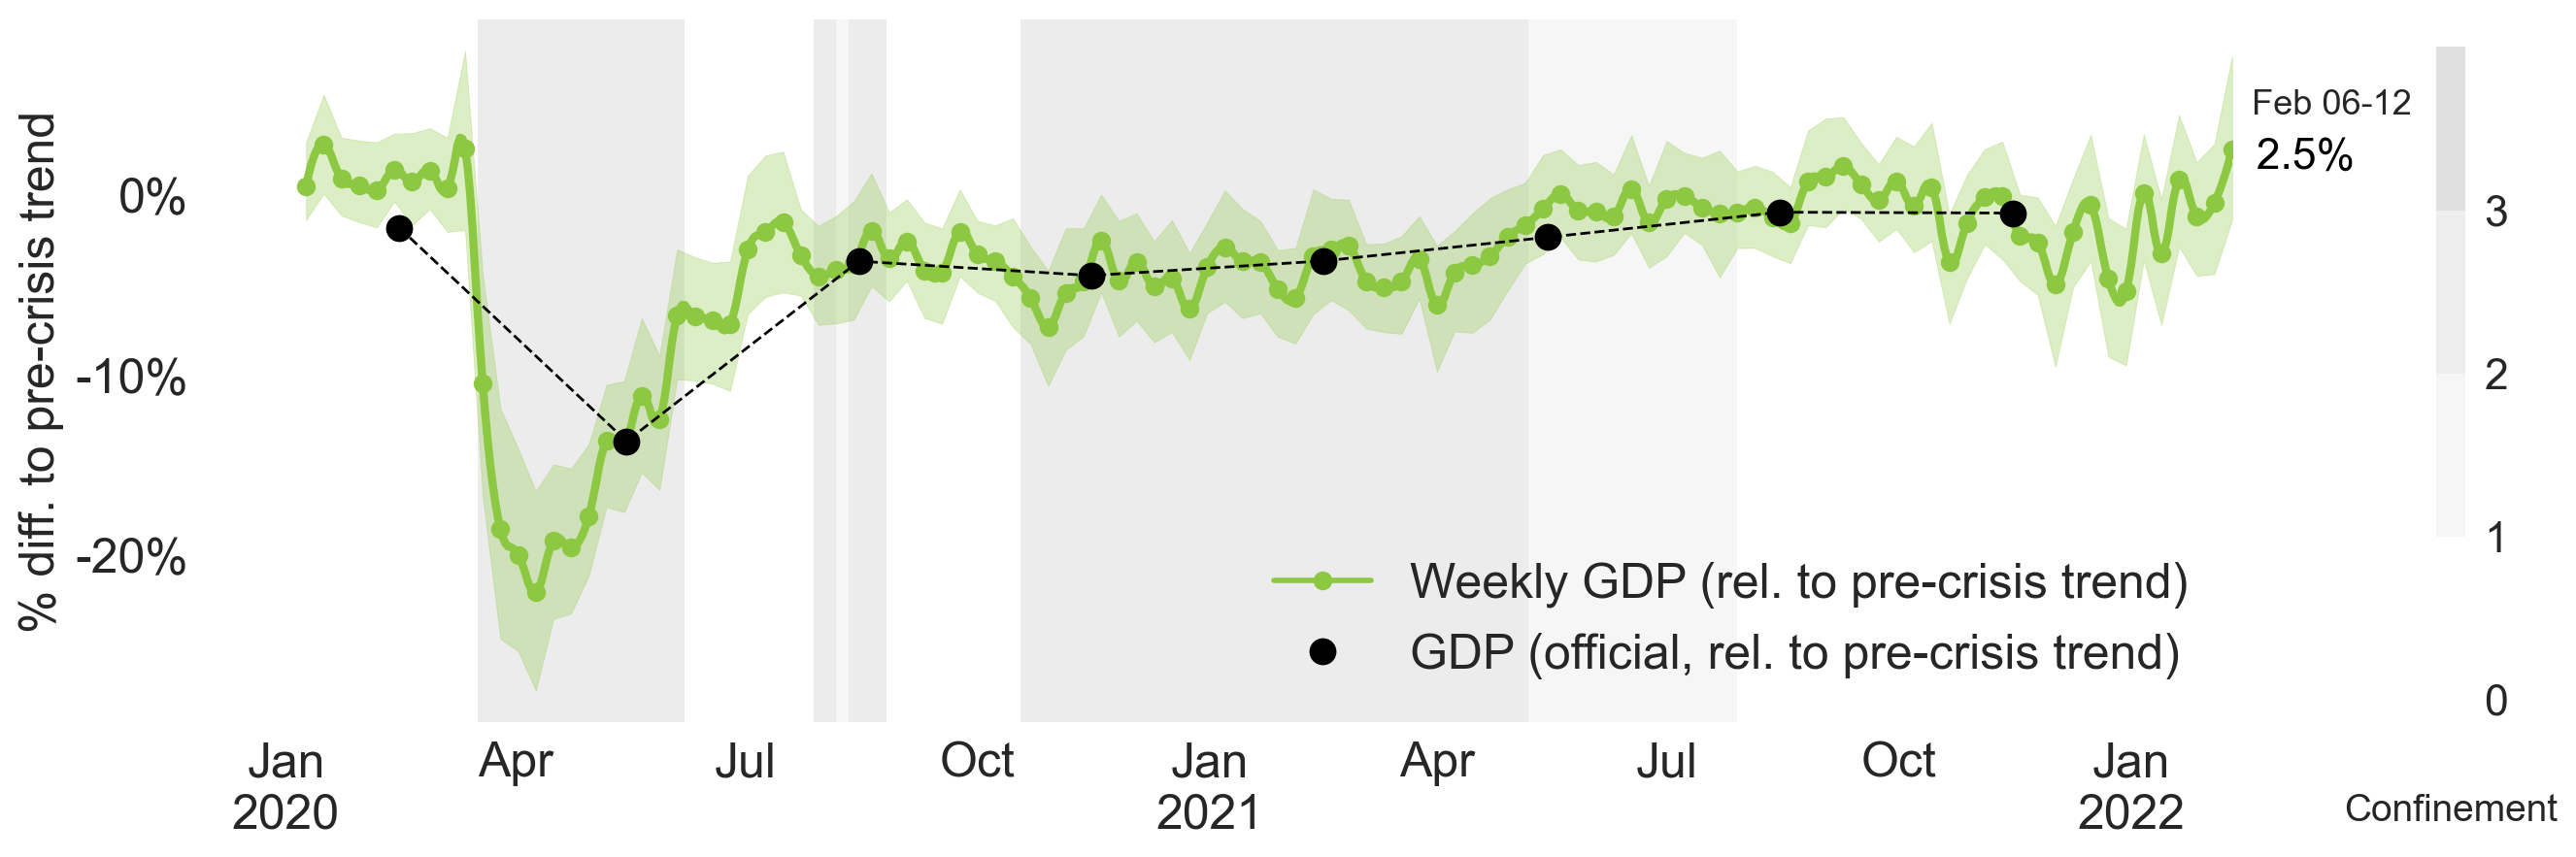 % diff. to pre-crisis trend
0%
-10%
-20%
Feb 06-12
2.5%
3
2
1
0
Weekly GDP (rel. to pre-crisis trend)
GDP (official, rel. to pre-crisis trend)
Jan Apr Jul Oct Jan Apr Jul Oct Jan
2020 2021 2022
Confinement